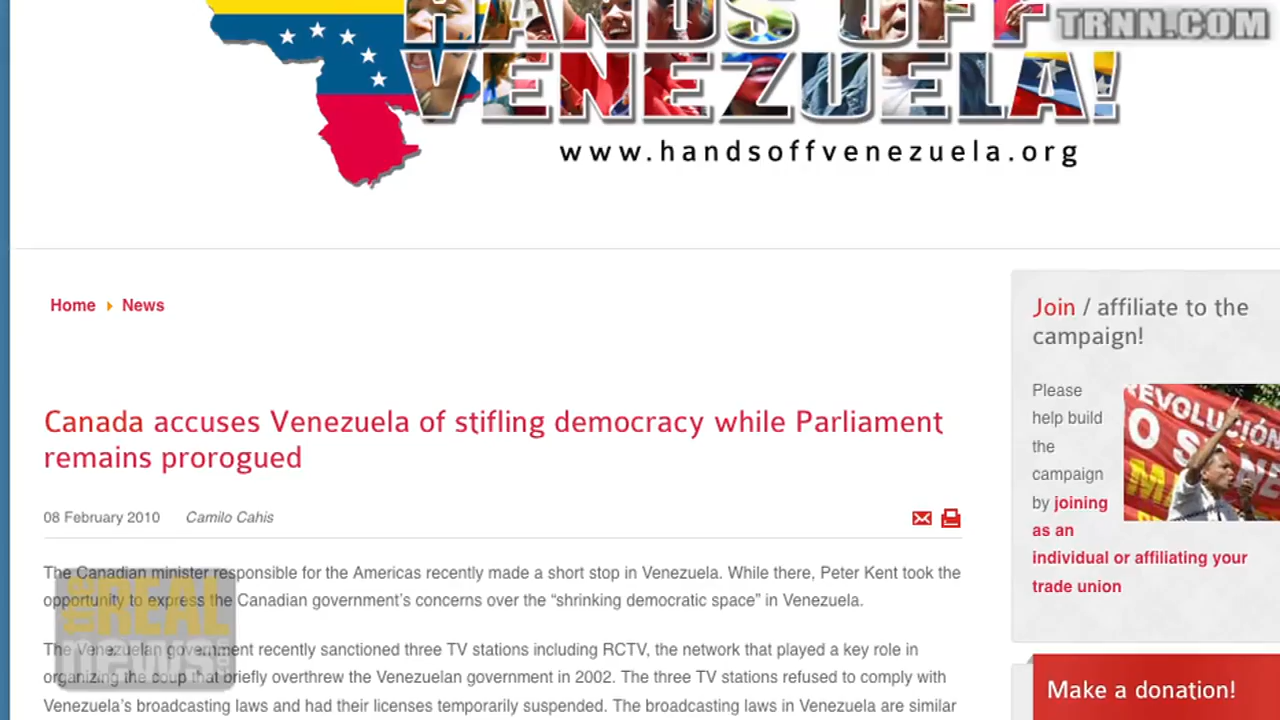 HANDS OFF
TRNN.COM
VENEZUELA!
www.handsoffvenezuela.org
Home News
Join / affiliate to the
campaign!
Please
help build
the
campaign
by joining
as an
individual or affiliating your
trade union
REVOLUCIÓN
Canada accuses Venezuela of stifling democracy while Parliament
remains prorogued
08 February 2010 Camilo Cahis
The Canadian minister responsible for the Americas recently made a short stop in Venezuela. While there, Peter Kent took the
opportunity to express the Canadian government’s concerns over the “shrinking democratic space” in Venezuela.
The Venezuelan government recently sanctioned three TV stations including RCTV, the network that played a key role in
organizing the coup that briefly overthrew the Venezuelan government in 2002. The three TV stations refused to comply with
Venezuela’s broadcasting laws and had their licenses temporarily suspended. The broadcasting laws in Venezuela are similar
Make a donation!
THE REAL
news